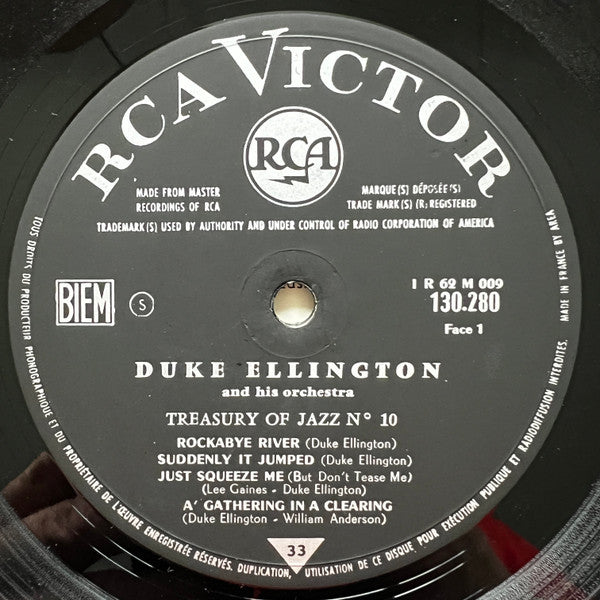 RCA VICTOR
RCA
MADE FROM MASTER
RECORDINGS OF RCA
MARQUE(S) DÉPOSÉE(S)
TRADE MARK(S) (R; REGISTERED
TRADEMARK(S) USED BY AUTHORITY AND UNDER CONTROL OF RADIO CORPORATION OF AMERICA
BIEM
S
1 R 62 M 009
130.280
Face 1
DUKE ELLINGTON
and his orchestra
TREASURY OF JAZZ N° 10
ROCKABYE RIVER (Duke Ellington)
SUDDENLY IT JUMPED (Duke Ellington)
JUST SQUEEZE ME (But Don't Tease Me)
(Lee Gaines - Duke Ellington)
A' GATHERING IN A CLEARING
(Duke Ellington - William Anderson)
33
TOUS DROITS DU PRODUCTEUR PHONOGRAPHIQUE ET DU PROPRIÉTAIRE DE L'ŒUVRE ENREGISTRÉE RÉSERVÉS. DUPLICATION, UTILISATION DE CE DISQUE POUR EXÉCUTION PUBLIQUE ET RADIODIFFUSION INTERDITES.
MADE IN FRANCE BY AREA